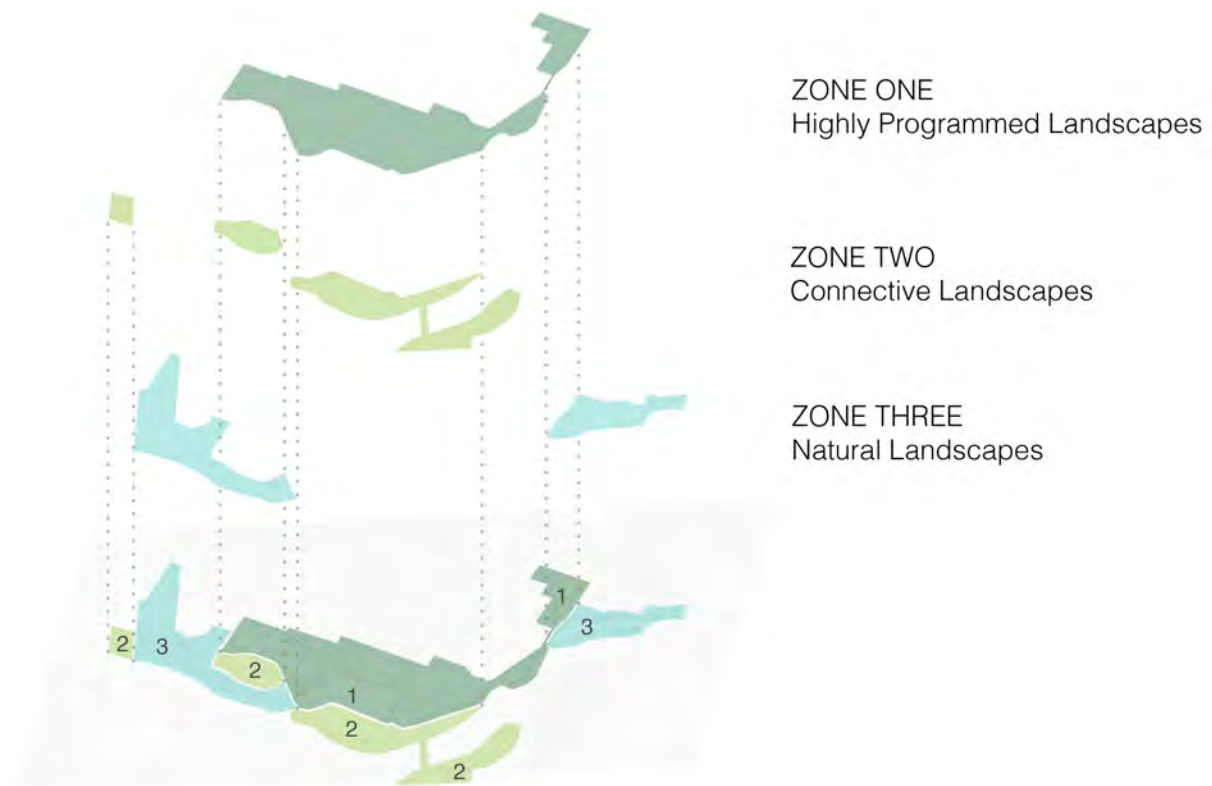 ZONE ONE
Highly Programmed Landscapes
ZONE TWO
Connective Landscapes
ZONE THREE
Natural Landscapes
1
3
2
3
2
1
2
2